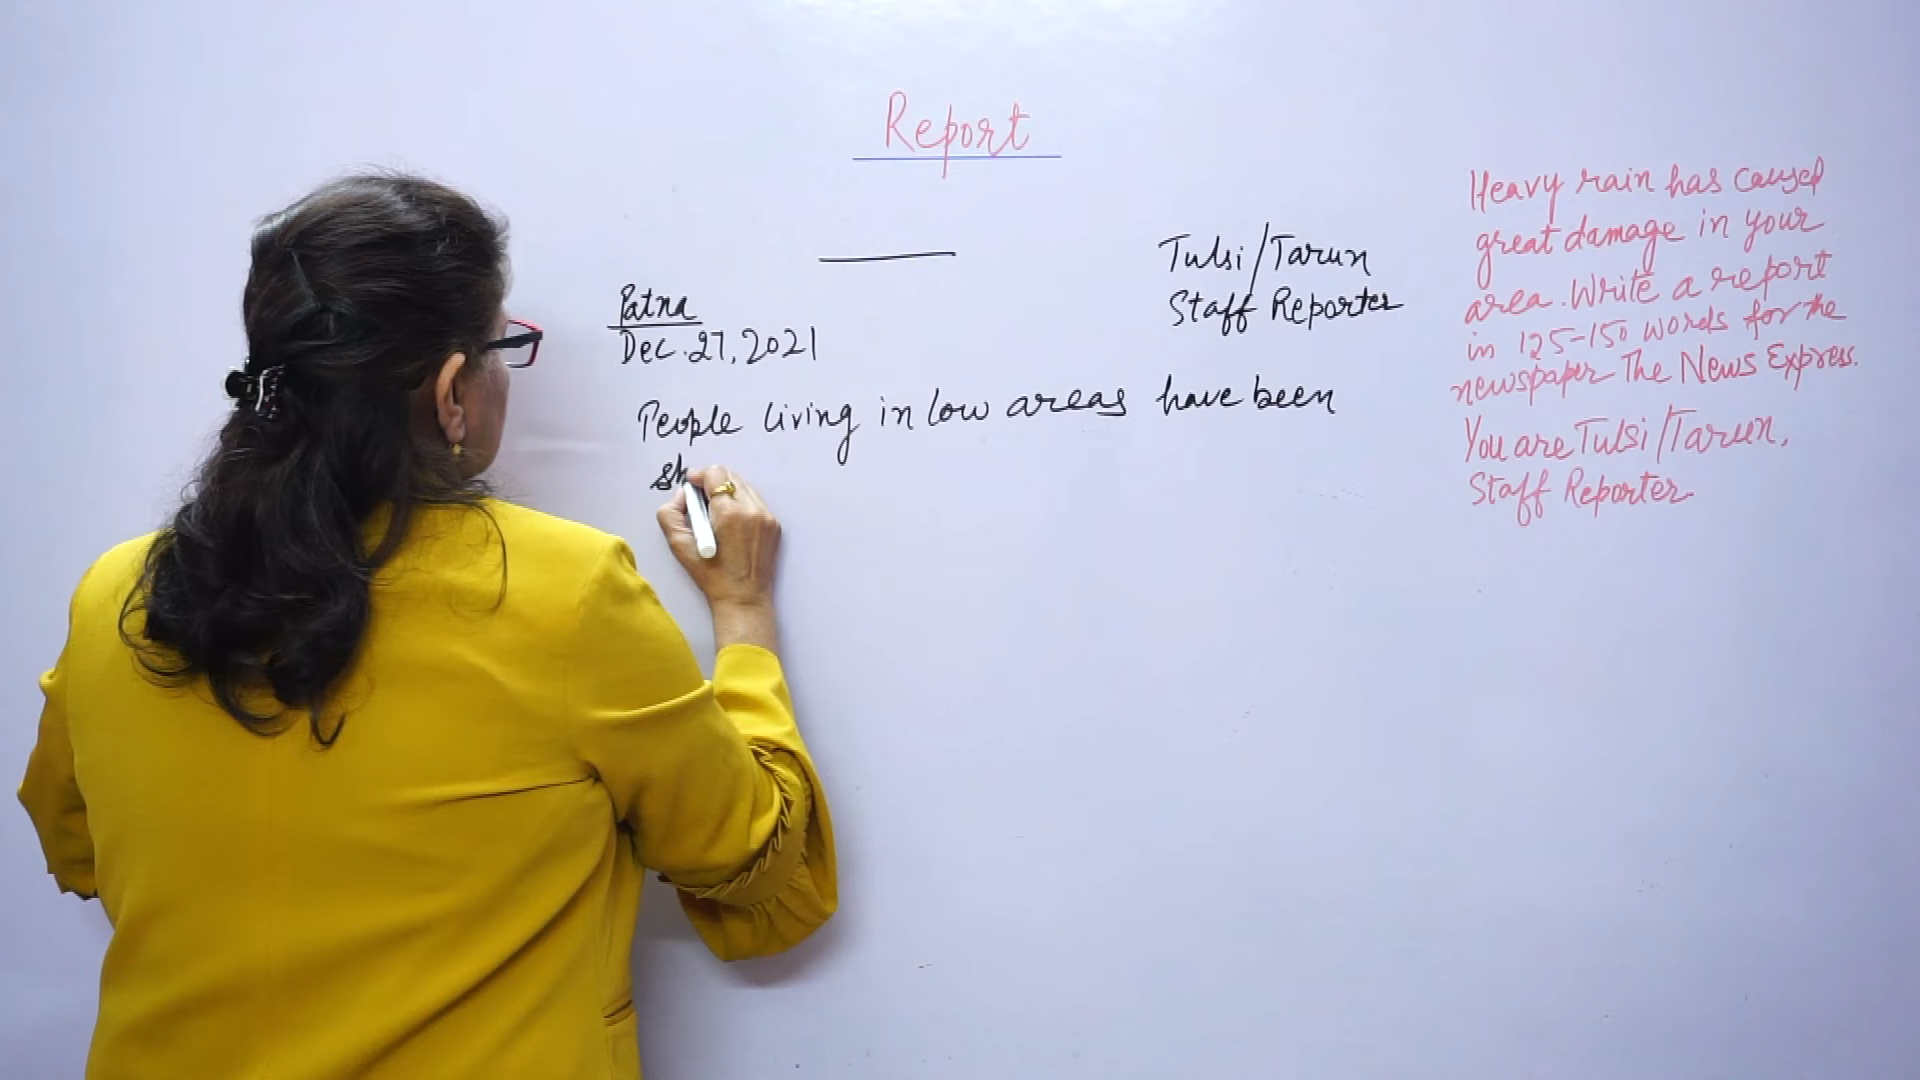 Report
Tulsi/Tarun
Staff Reporter
Patna
Dec. 27, 2021
People living in low areas have been
sh
Heavy rain has caused
great damage in your
area. Write a report
in 125-150 words for the
newspaper The News Express.
You are Tulsi/Tarun,
Staff Reporter.